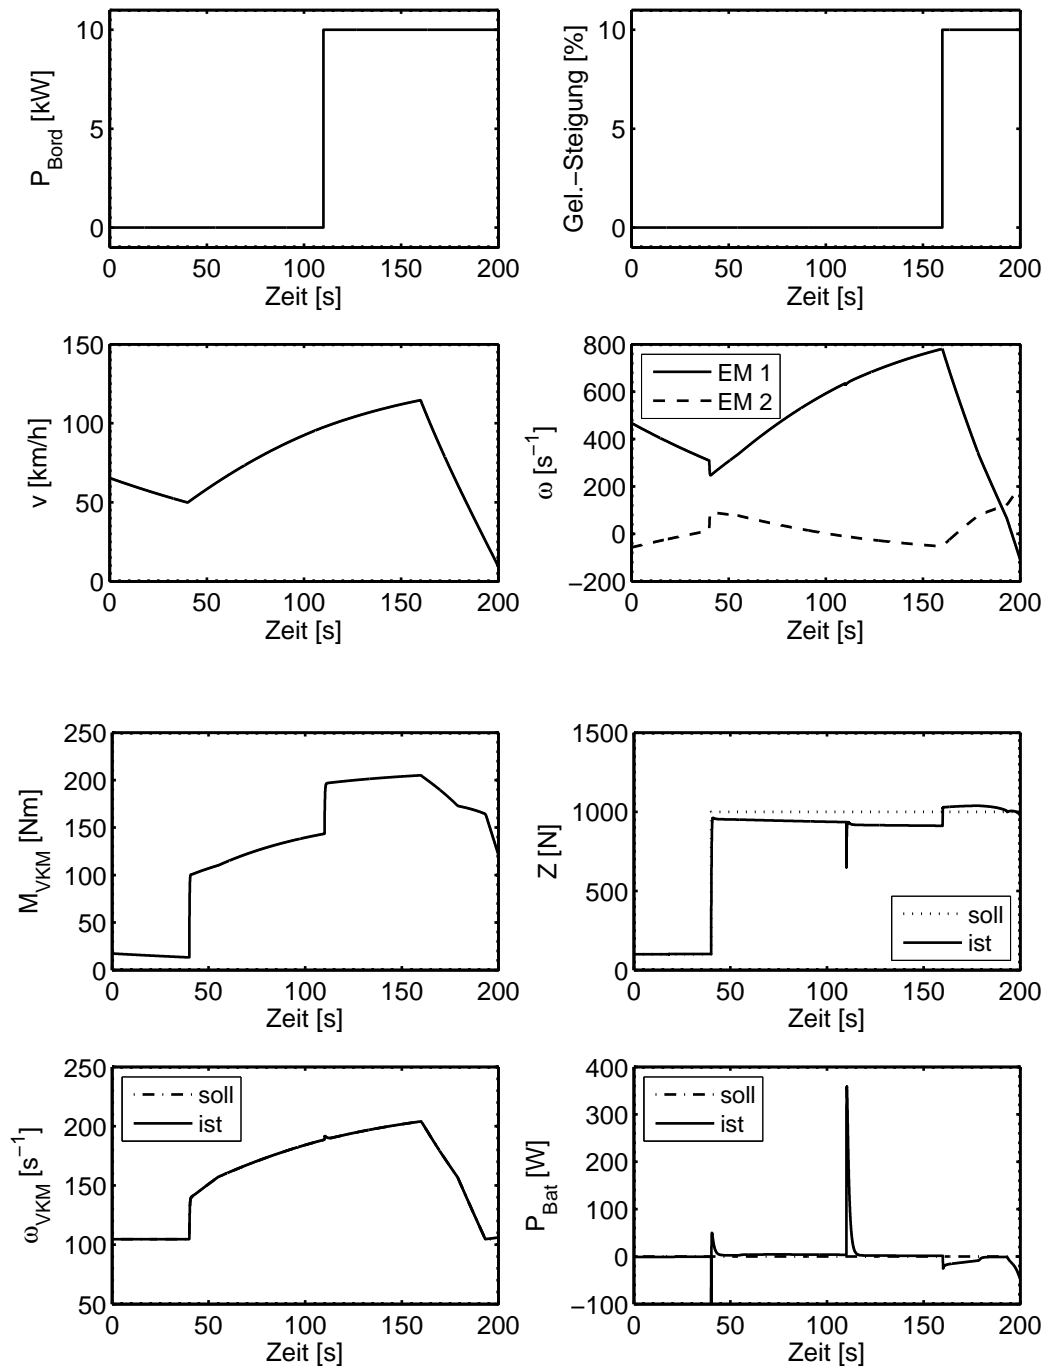 P_Bord [kW]
10
5
0
0 50 100 150 200
Zeit [s]
Gel.−Steigung [%]
10
5
0
0 50 100 150 200
Zeit [s]
v [km/h]
150
100
50
0
0 50 100 150 200
Zeit [s]
ω [s⁻¹]
800
600
400
200
0
−200
EM 1
EM 2
0 50 100 150 200
Zeit [s]
M_VKM [Nm]
250
200
150
100
50
0
0 50 100 150 200
Zeit [s]
Z [N]
1500
1000
500
0
soll
ist
0 50 100 150 200
Zeit [s]
ω_VKM [s⁻¹]
250
200
150
100
50
soll
ist
0 50 100 150 200
Zeit [s]
P_Bat [W]
400
300
200
100
0
−100
soll
ist
0 50 100 150 200
Zeit [s]